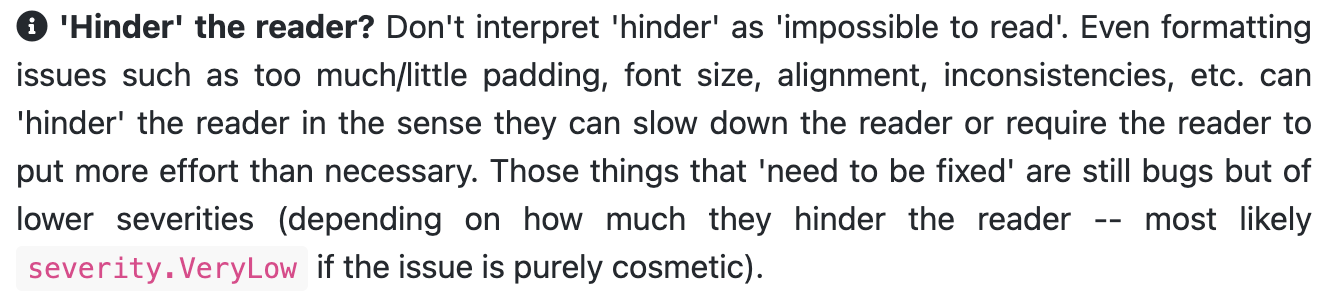 'Hinder' the reader? Don't interpret 'hinder' as 'impossible to read'. Even formatting
issues such as too much/little padding, font size, alignment, inconsistencies, etc. can
'hinder' the reader in the sense they can slow down the reader or require the reader to
put more effort than necessary. Those things that 'need to be fixed' are still bugs but of
lower severities (depending on how much they hinder the reader -- most likely
severity.VeryLow if the issue is purely cosmetic).